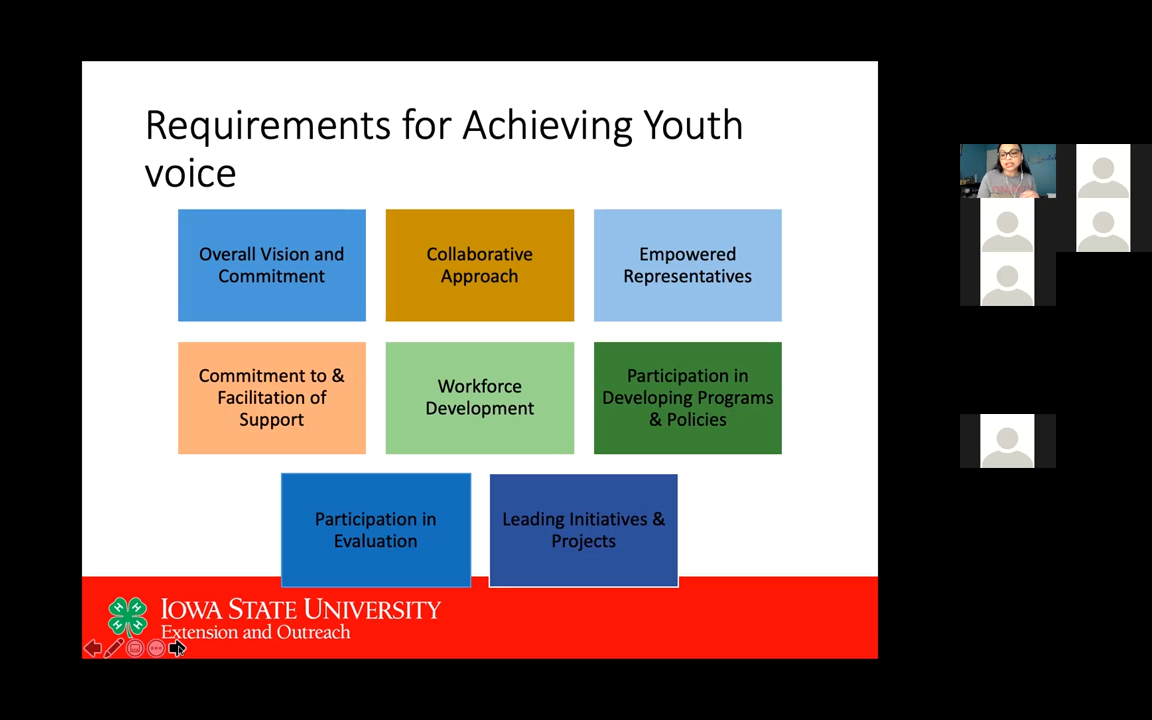 Requirements for Achieving Youth
voice
Overall Vision and
Commitment
Collaborative
Approach
Empowered
Representatives
Commitment to &
Facilitation of
Support
Workforce
Development
Participation in
Developing Programs
& Policies
Participation in
Evaluation
Leading Initiatives &
Projects
H H
H H
IOWA STATE UNIVERSITY
Extension and Outreach